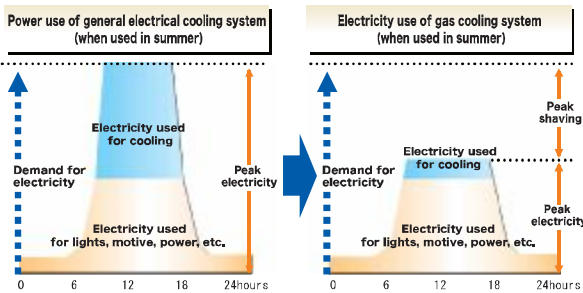 Power use of general electrical cooling system
(when used in summer)
Electricity used
for cooling
Demand for
electricity
Peak
electricity
Electricity used
for lights, motive, power, etc.
0 6 12 18 24hours
Electricity use of gas cooling system
(when used in summer)
Peak
shaving
Electricity used
for cooling
Demand for
electricity
Peak
electricity
Electricity used
for lights, motive, power, etc.
0 6 12 18 24hours